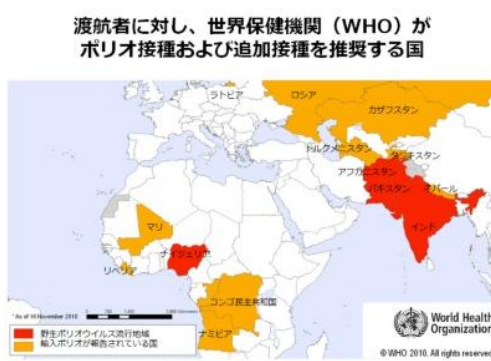 渡航者に対し、世界保健機関（WHO）が
ポリオ接種および追加接種を推奨する国
ラトビア
ロシア
カザフスタン
トルクメニスタン
タジキスタン
アフガニスタン
パキスタン
ネパール
インド
マリ
ナイジェリア
リベリア
コンゴ民主共和国
ナミビア
* As of 16 November 2010
野生ポリオウイルス流行地域
輸入ポリオが報告されている国
World Health
Organization
© WHO 2010. All rights reserved